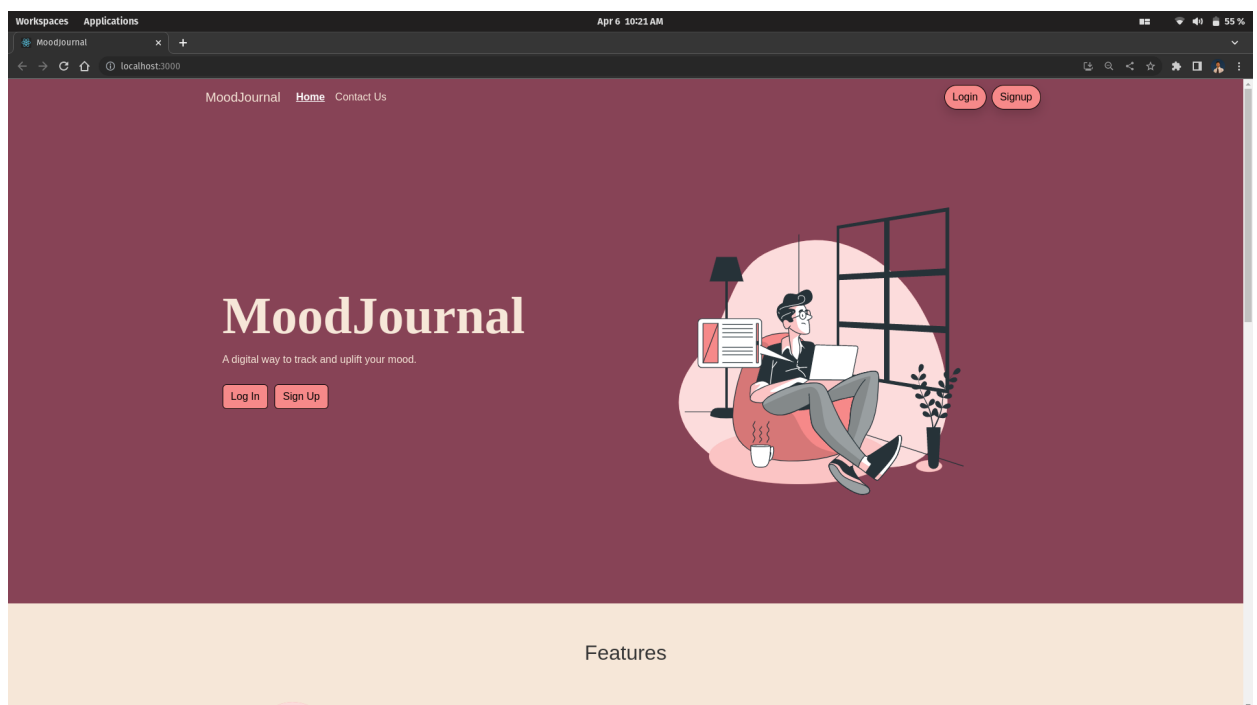 Workspaces Applications Apr 6 10:21 AM 55 %
MoodJournal
localhost:3000
MoodJournal Home Contact Us Login Signup
MoodJournal
A digital way to track and uplift your mood.
Log In Sign Up
Features